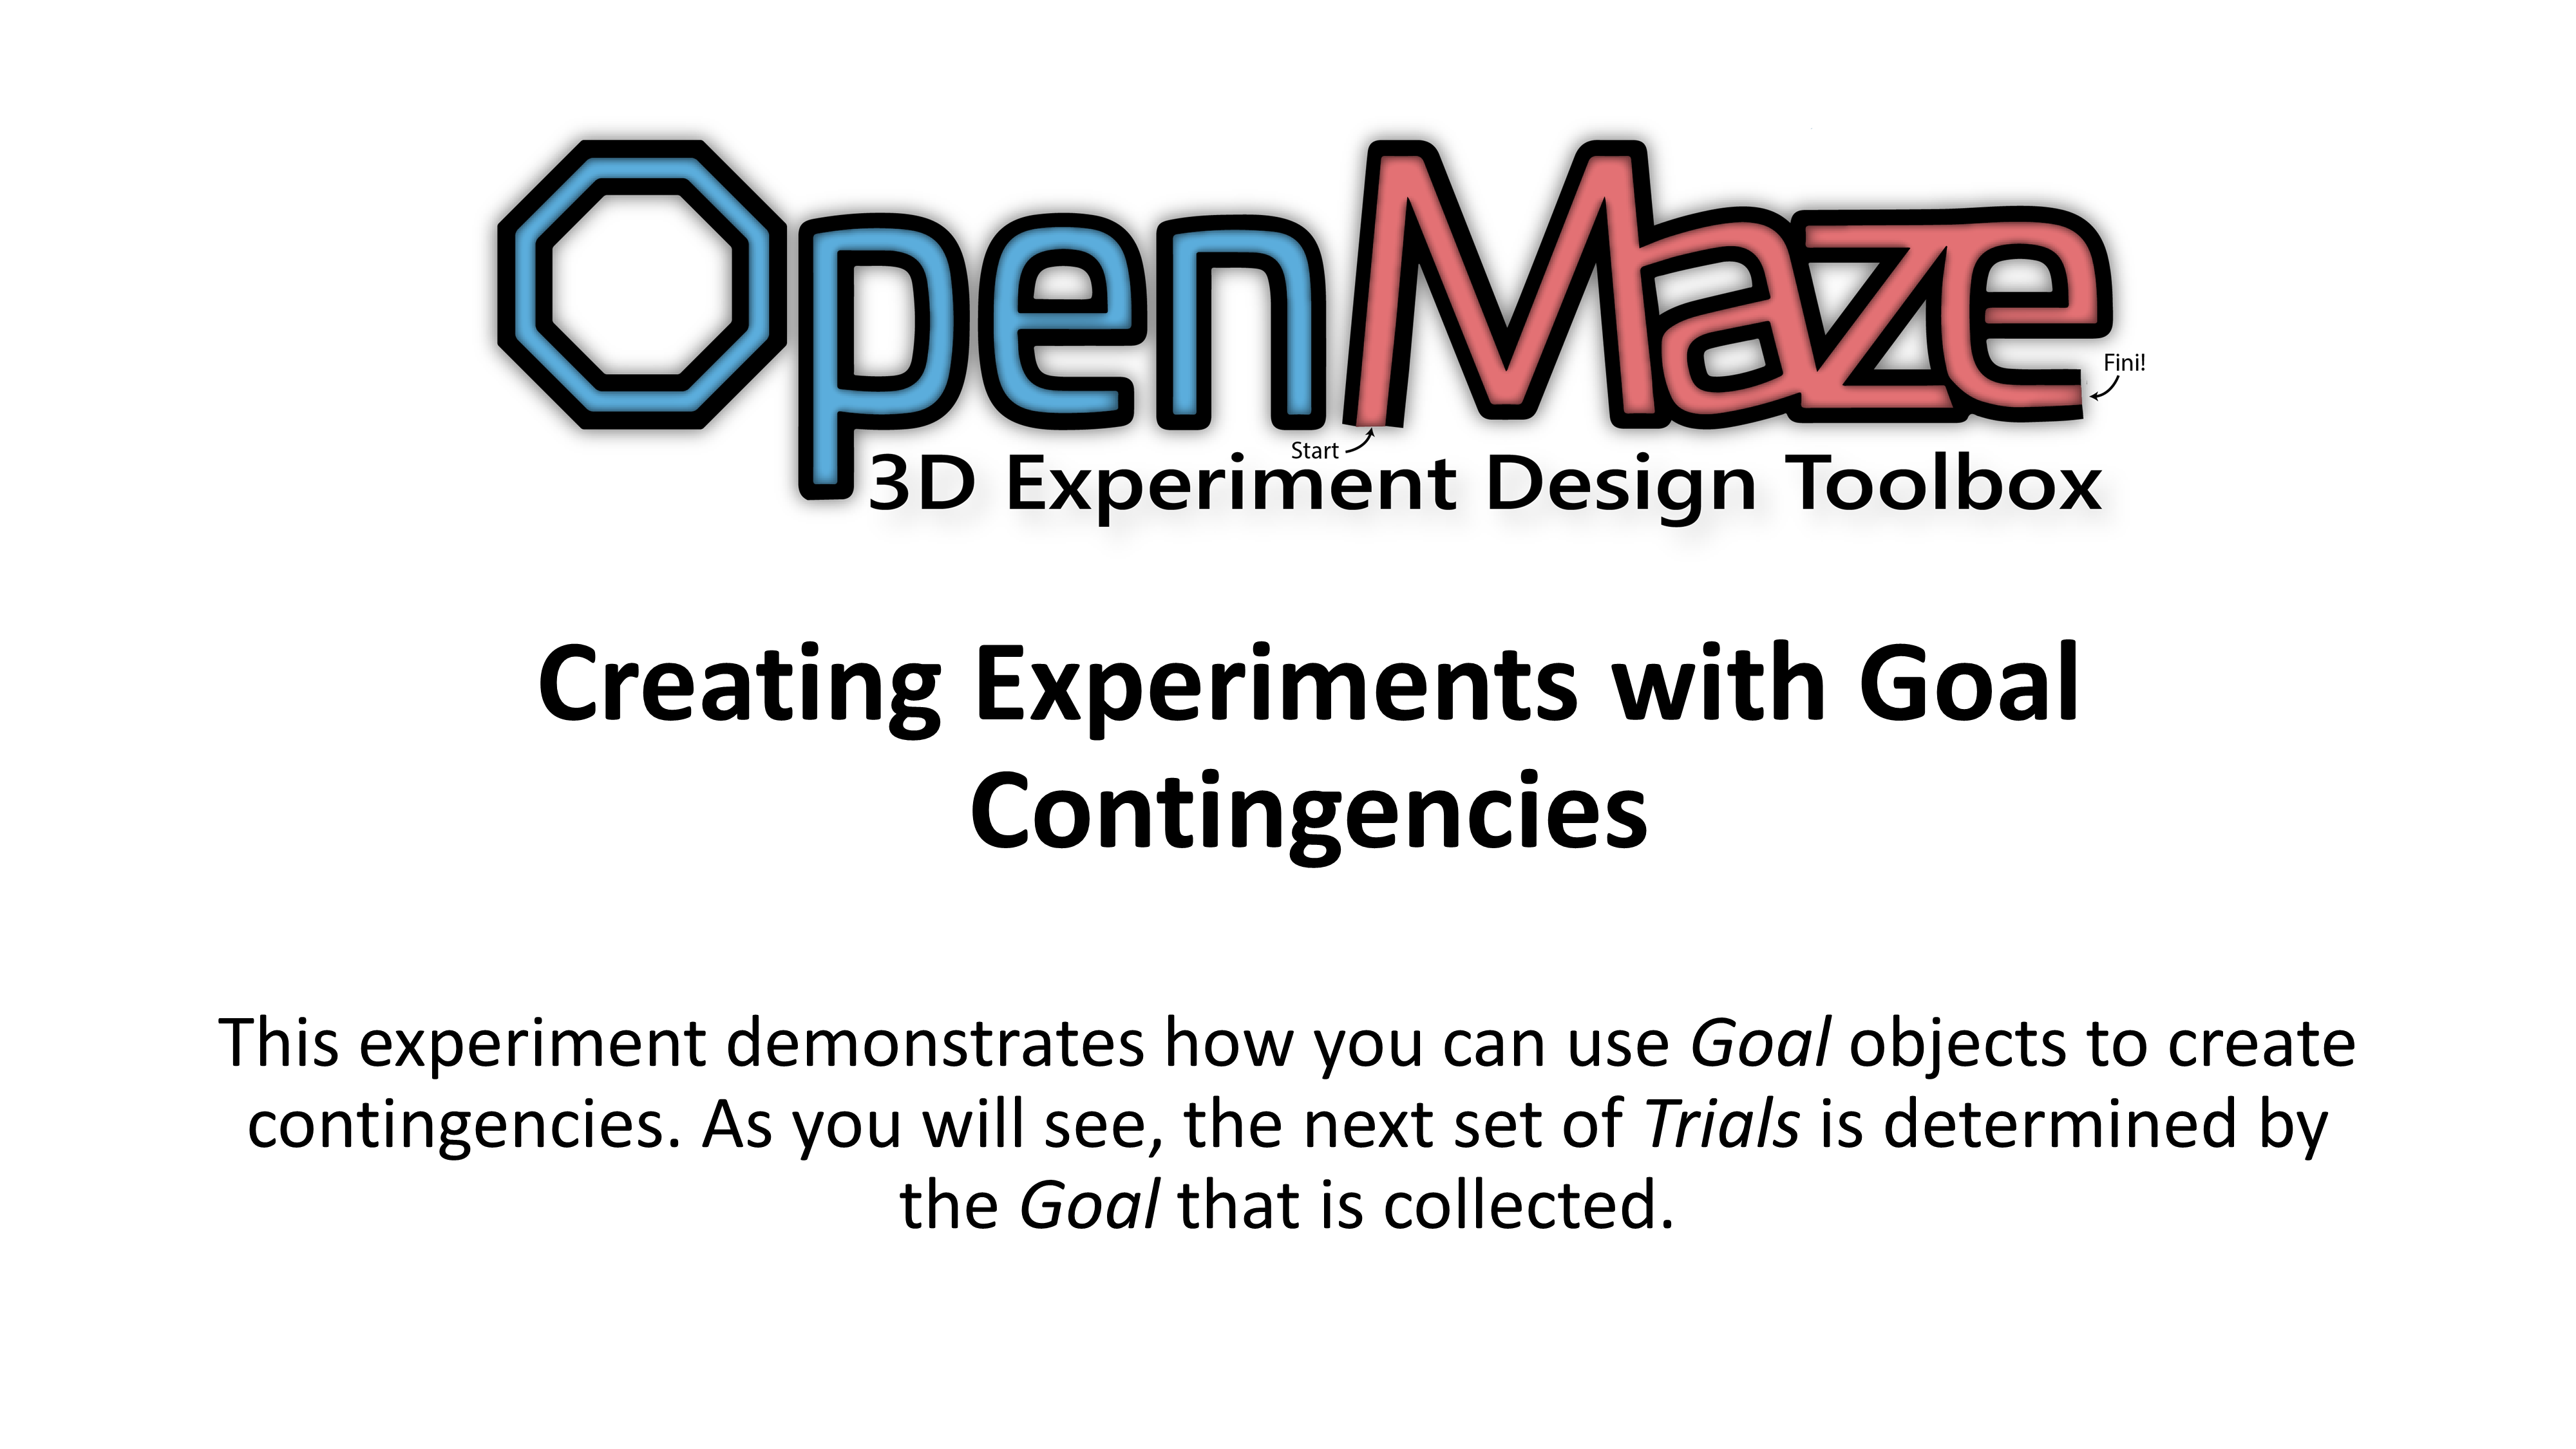 OpenMaze
Fini!
Start
3D Experiment Design Toolbox
Creating Experiments with Goal
Contingencies
This experiment demonstrates how you can use Goal objects to create
contingencies. As you will see, the next set of Trials is determined by
the Goal that is collected.